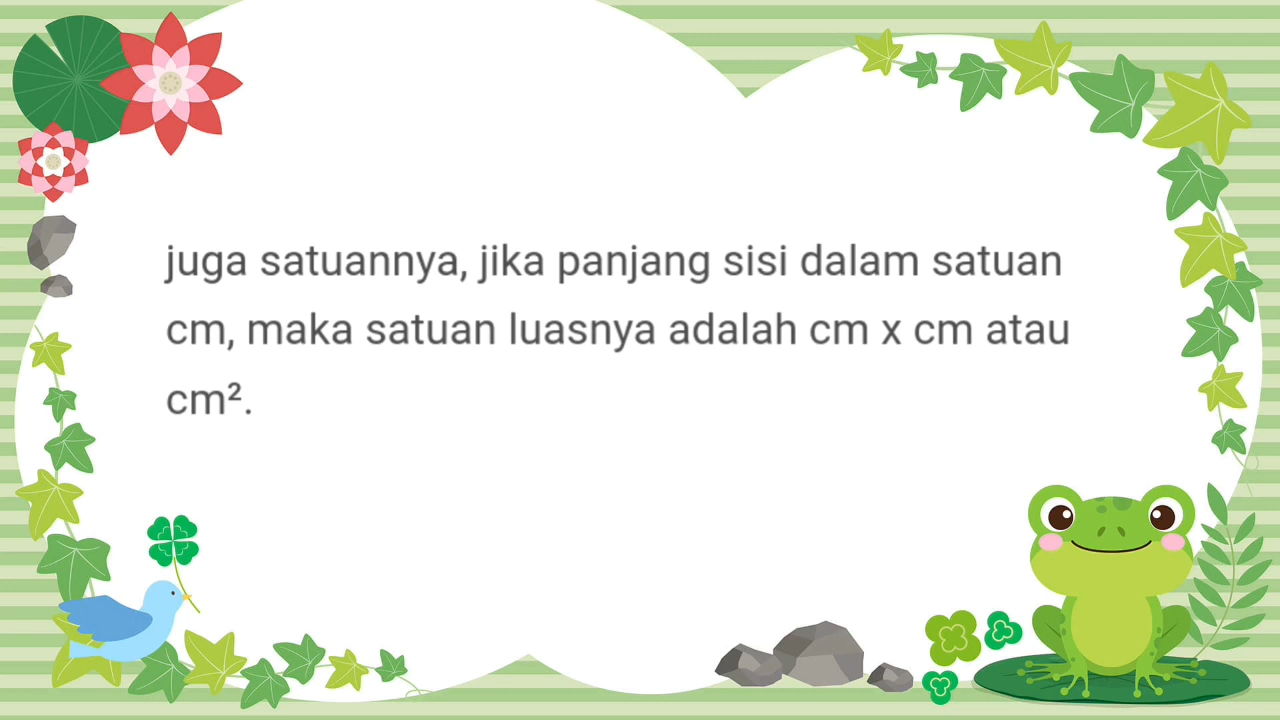 juga satuannya, jika panjang sisi dalam satuan
cm, maka satuan luasnya adalah cm x cm atau
cm².